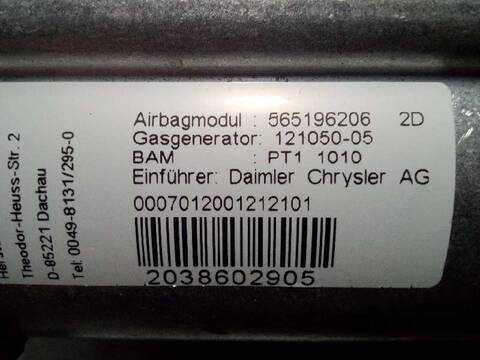 Airbagmodul : 565196206 2D
Gasgenerator: 121050-05
BAM : PT1 1010
Einführer: Daimler Chrysler AG
0007012001212101
2038602905
Theodor-Heuss-Str. 2
D-85221 Dachau
Tel: 0049-8131/295-0